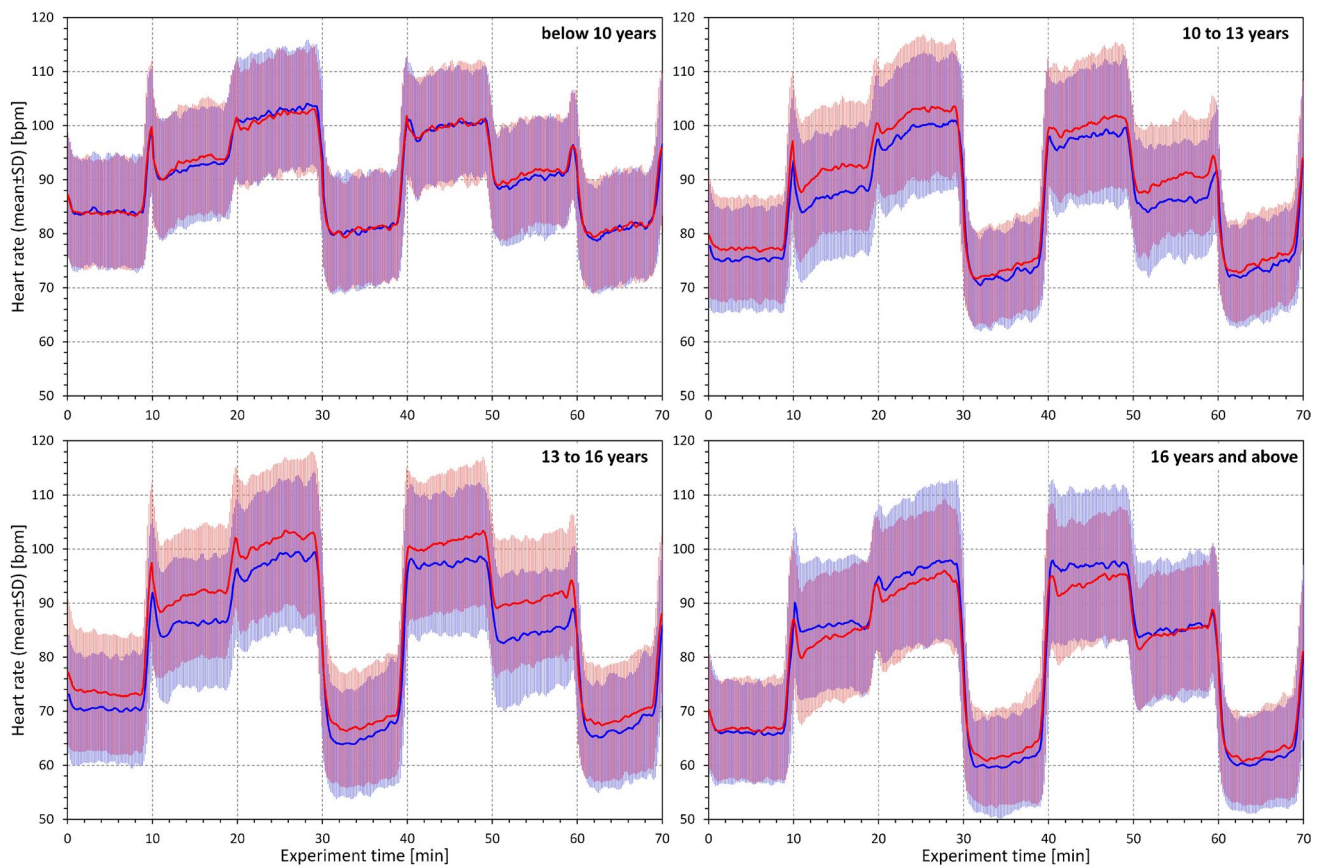 below 10 years
10 to 13 years
Heart rate (mean±SD) [bpm]
120
110
100
90
80
70
60
50
0 10 20 30 40 50 60 70
120
110
100
90
80
70
60
50
0 10 20 30 40 50 60 70
13 to 16 years
16 years and above
Heart rate (mean±SD) [bpm]
120
110
100
90
80
70
60
50
0 10 20 30 40 50 60 70
Experiment time [min]
120
110
100
90
80
70
60
50
0 10 20 30 40 50 60 70
Experiment time [min]